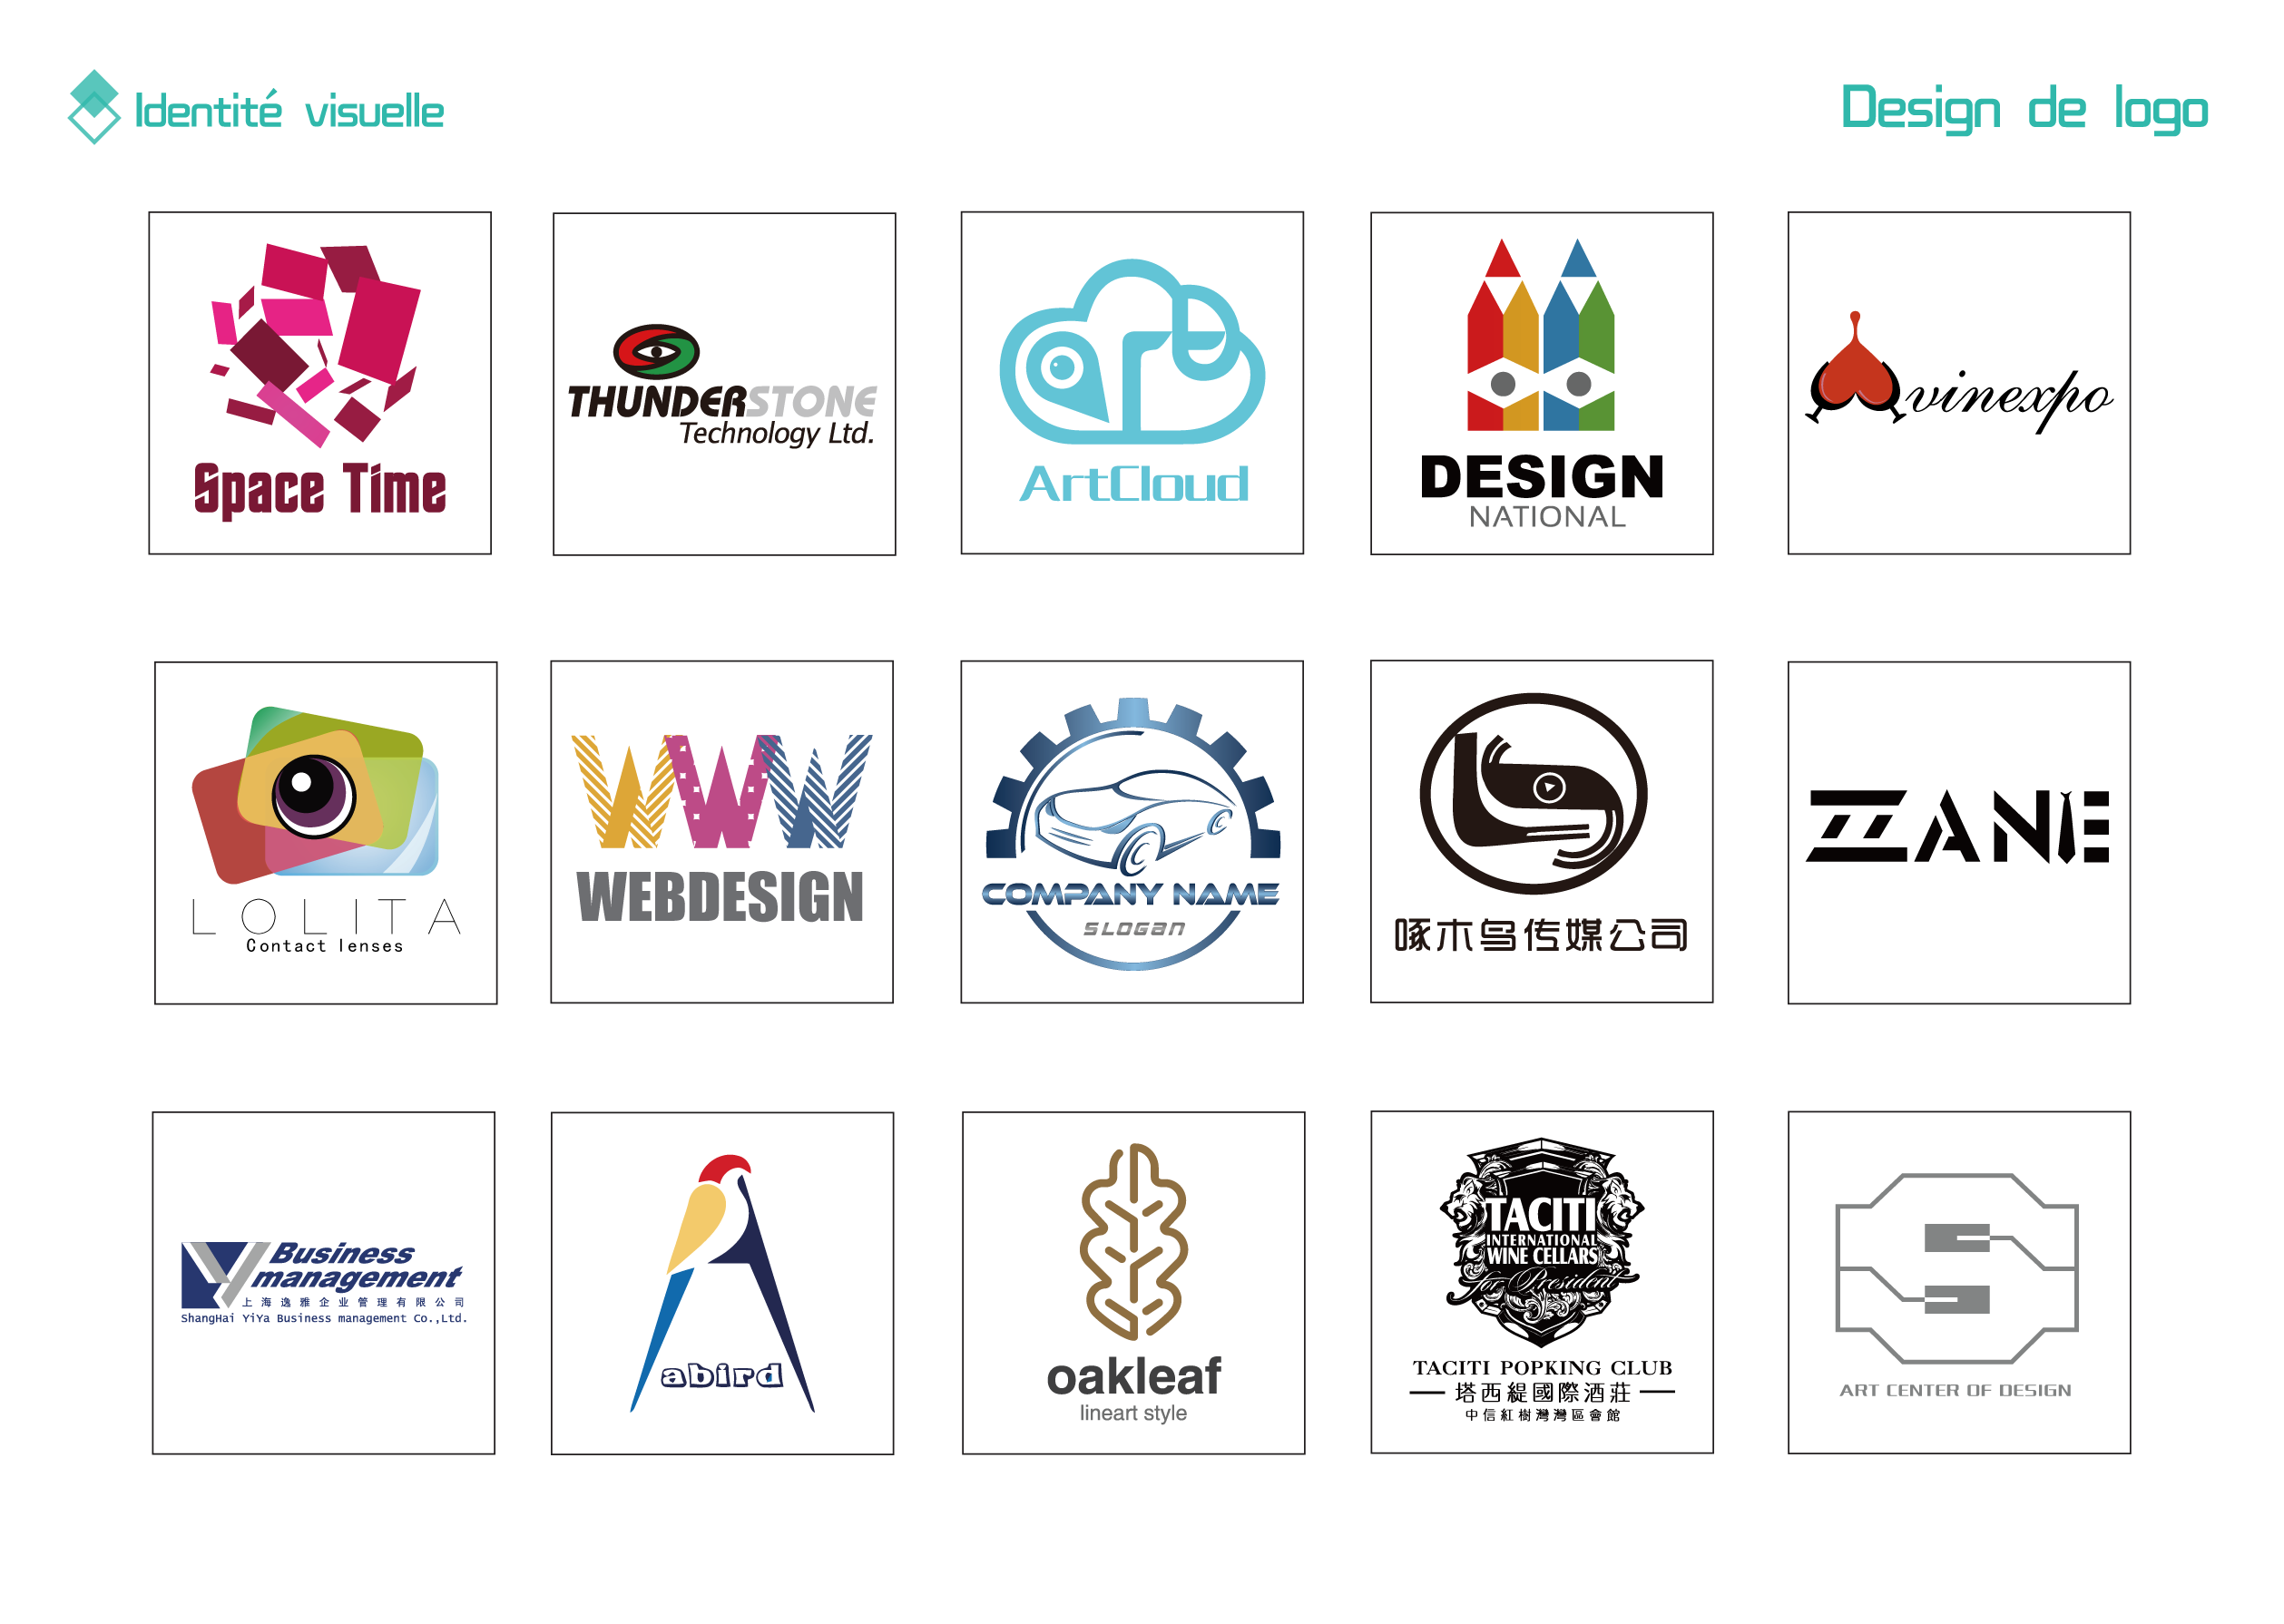 Identité visuelle
Design de logo
Space Time
THUNDERSTONE
Technology Ltd.
ArtCloud
DESIGN
NATIONAL
vinexpo
LOLITA
Contact lenses
WWW
WEBDESIGN
COMPANY NAME
SLOGAN
啄木鸟传媒公司
ZANE
Business
management
上海逸雅企业管理有限公司
ShangHai YiYa Business management Co.,Ltd.
abird
oakleaf
lineart style
TACITI
INTERNATIONAL
WINE CELLARS
for President
TACITI POPKING CLUB
塔西緹國際酒莊
中信紅樹灣灣區會館
ART CENTER OF DESIGN